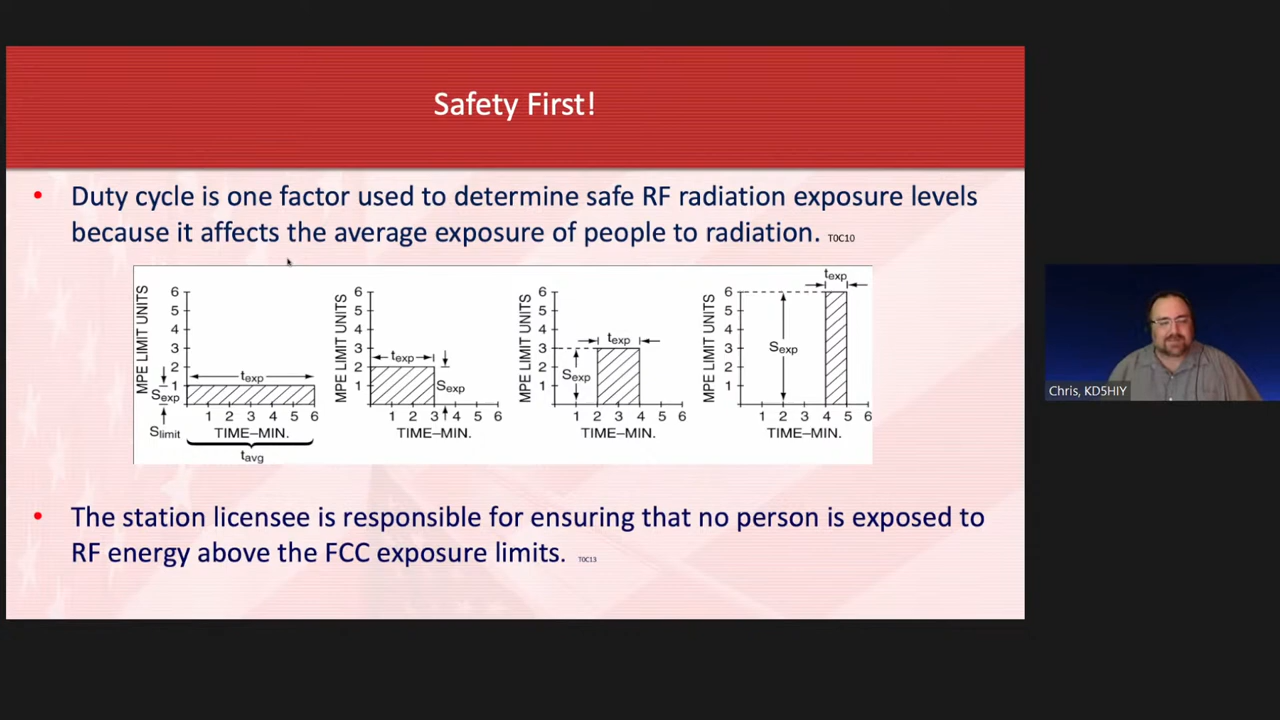 Safety First!
• Duty cycle is one factor used to determine safe RF radiation exposure levels
because it affects the average exposure of people to radiation. T0C10
MPE LIMIT UNITS
6
5
4
3
2
1
texp
Sexp
Slimit
1 2 3 4 5 6
TIME–MIN.
tavg
MPE LIMIT UNITS
6
5
4
3
2
1
texp
Sexp
1 2 3 4 5 6
TIME–MIN.
MPE LIMIT UNITS
6
5
4
3
2
1
texp
Sexp
1 2 3 4 5 6
TIME–MIN.
MPE LIMIT UNITS
6
5
4
3
2
1
texp
Sexp
1 2 3 4 5 6
TIME–MIN.
• The station licensee is responsible for ensuring that no person is exposed to
RF energy above the FCC exposure limits. T0C13
Chris, KD5HIY